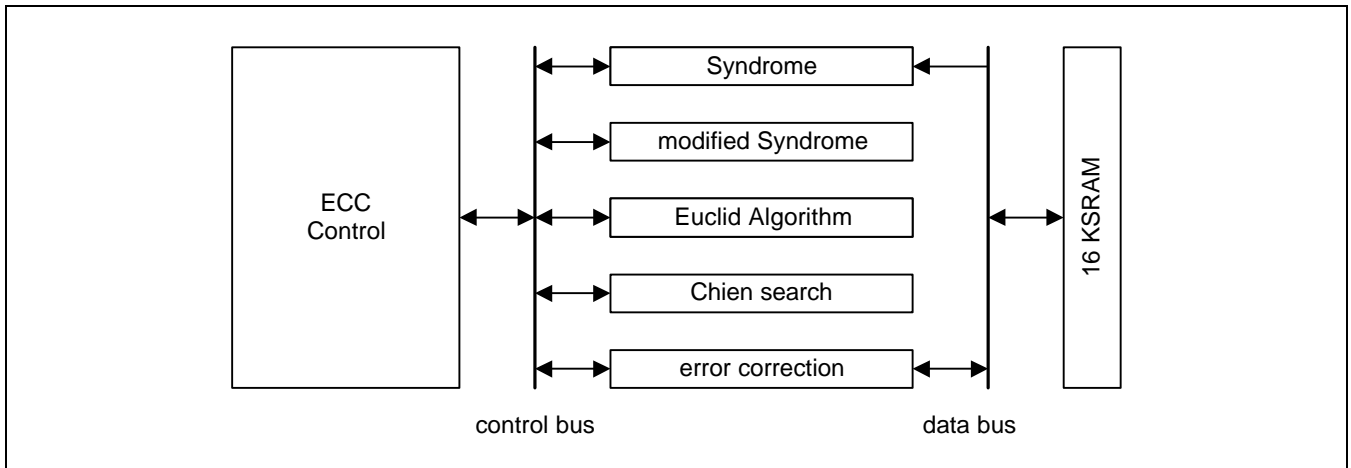 ECC
Control
Syndrome
modified Syndrome
Euclid Algorithm
Chien search
error correction
16 KSRAM
control bus
data bus